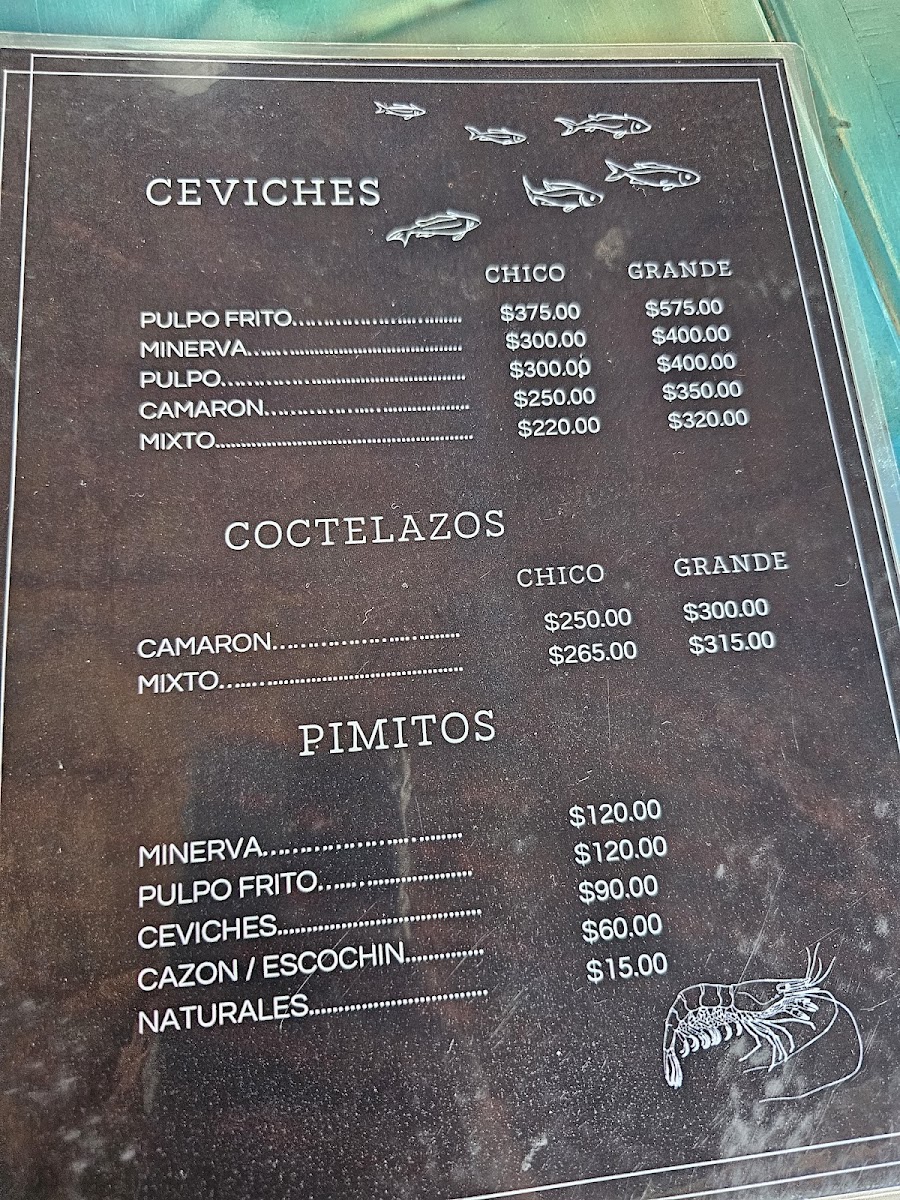 CEVICHES
CHICO GRANDE
PULPO FRITO........................................ $375.00 $575.00
MINERVA........................................ $300.00 $400.00
PULPO........................................ $300.00 $400.00
CAMARON........................................ $250.00 $350.00
MIXTO........................................ $220.00 $320.00
COCTELAZOS
CHICO GRANDE
CAMARON........................................ $250.00 $300.00
MIXTO........................................ $265.00 $315.00
PIMITOS
MINERVA........................................ $120.00
PULPO FRITO........................................ $120.00
CEVICHES........................................ $90.00
CAZON / ESCOCHIN............... $60.00
NATURALES........................................ $15.00